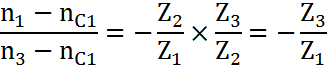 (n₁ − n_C1)/(n₃ − n_C1) = −Z₂/Z₁ × Z₃/Z₂ = −Z₃/Z₁